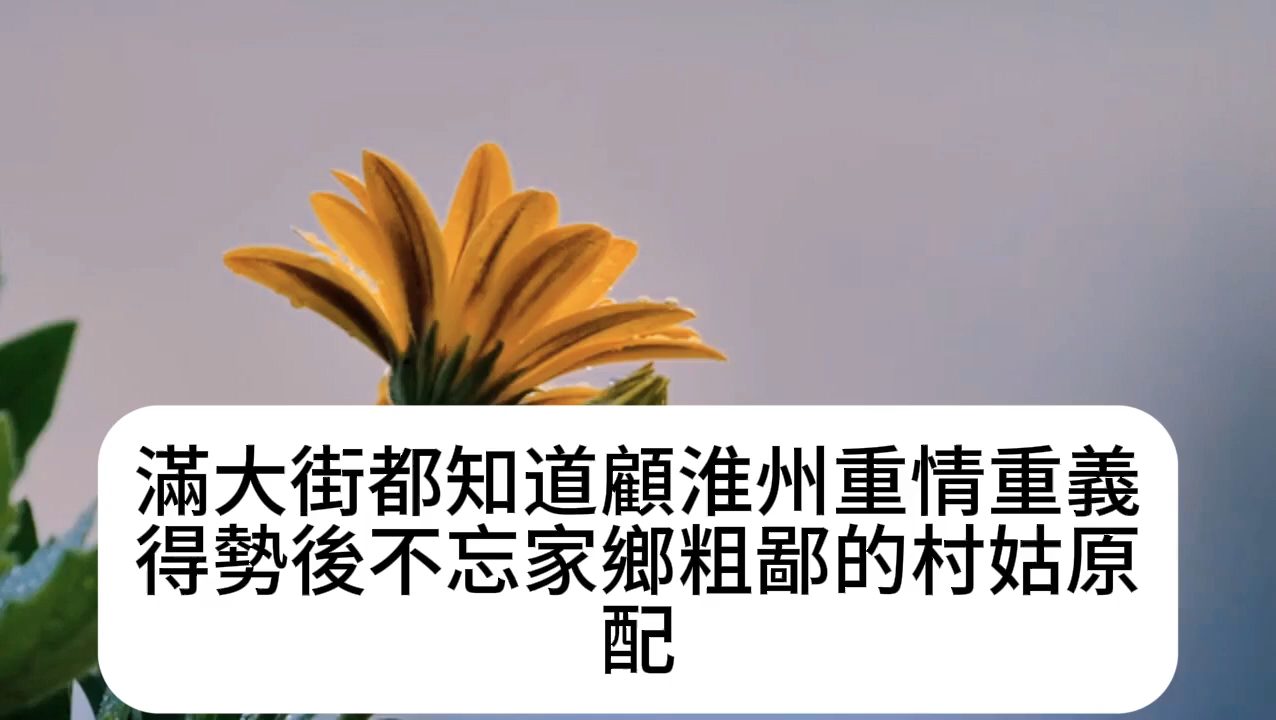 滿大街都知道顧淮州重情重義
得勢後不忘家鄉粗鄙的村姑原
配